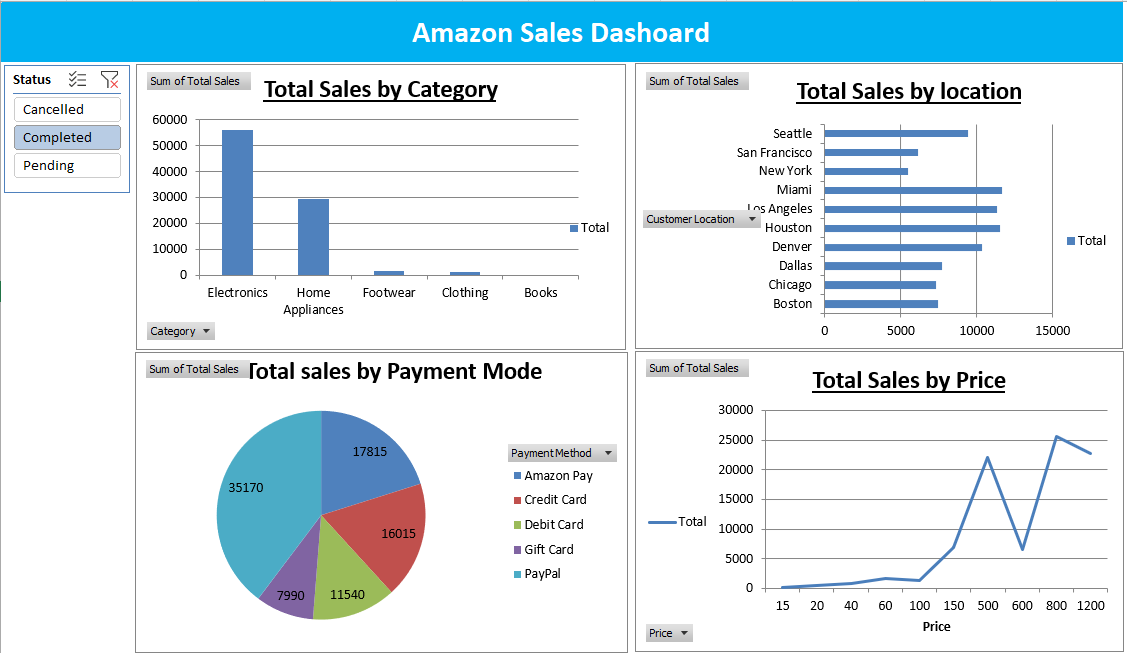 Amazon Sales Dashoard
Status
Cancelled
Completed
Pending
Sum of Total Sales
Total Sales by Category
60000
50000
40000
30000
20000
10000
0
Electronics
Home Appliances
Footwear
Clothing
Books
Total
Category
Sum of Total Sales
Total Sales by location
Seattle
San Francisco
New York
Miami
Los Angeles
Customer Location
Houston
Denver
Dallas
Chicago
Boston
0 5000 10000 15000
Total
Sum of Total Sales
Total sales by Payment Mode
17815
16015
11540
7990
35170
Payment Method
Amazon Pay
Credit Card
Debit Card
Gift Card
PayPal
Sum of Total Sales
Total Sales by Price
30000
25000
20000
15000
10000
5000
0
15 20 40 60 100 150 500 600 800 1200
Price
Total
Price